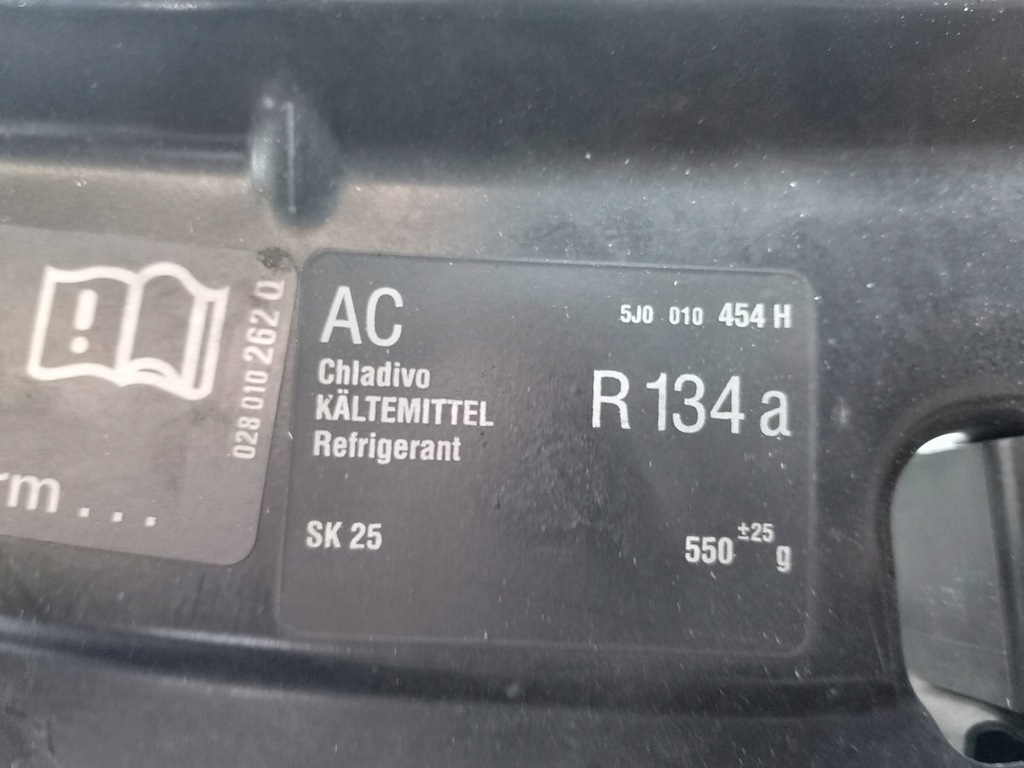 028 010 262 Q
rm . . .
AC
5J0 010 454 H
Chladivo
KÄLTEMITTEL
Refrigerant
R 134 a
SK 25
550 ±25 g